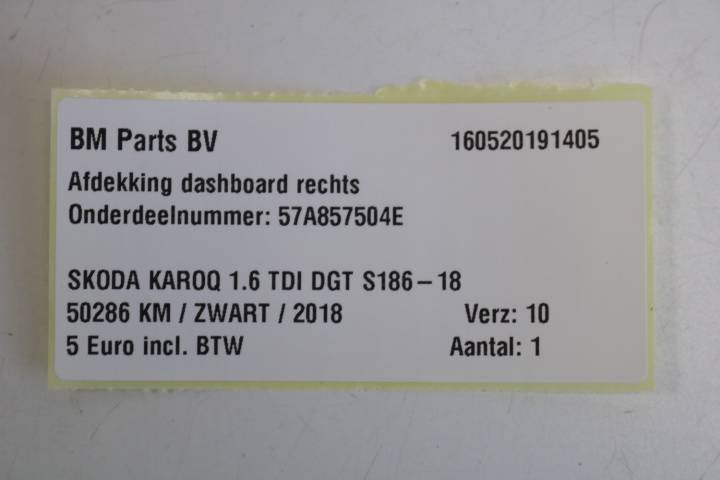 BM Parts BV 160520191405
Afdekking dashboard rechts
Onderdeelnummer: 57A857504E
SKODA KAROQ 1.6 TDI DGT S186-18
50286 KM / ZWART / 2018 Verz: 10
5 Euro incl. BTW Aantal: 1